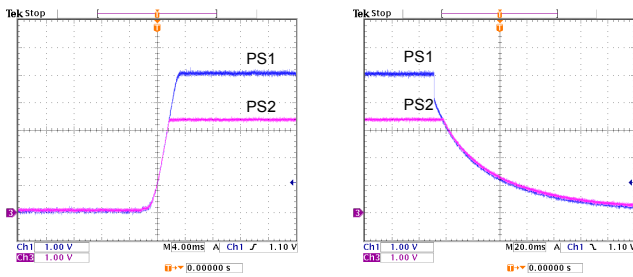 Tek Stop
T
T
PS1
PS2
3
Ch1 1.00 V M 4.00ms A Ch1 ƒ 1.10 V
Ch3 1.00 V
T 0.00000 s
Tek Stop
T
T
PS1
PS2
3
Ch1 1.00 V M 20.0ms A Ch1 1.10 V
Ch3 1.00 V
T 0.00000 s